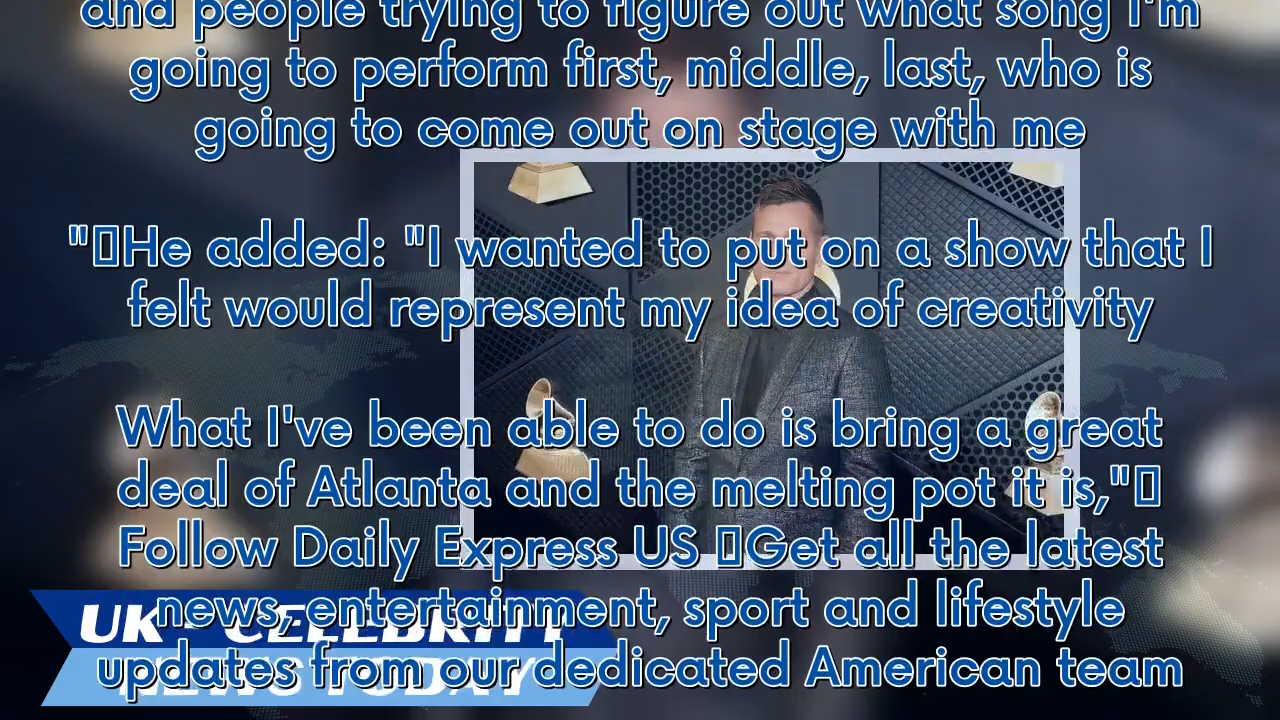 and people trying to figure out what song I'm
going to perform first, middle, last, who is
going to come out on stage with me
"▯He added: "I wanted to put on a show that I
felt would represent my idea of creativity
What I've been able to do is bring a great
deal of Atlanta and the melting pot it is,"▯
Follow Daily Express US ▯Get all the latest
news, entertainment, sport and lifestyle
updates from our dedicated American team
UK - CELEBRITY
NEWS TODAY